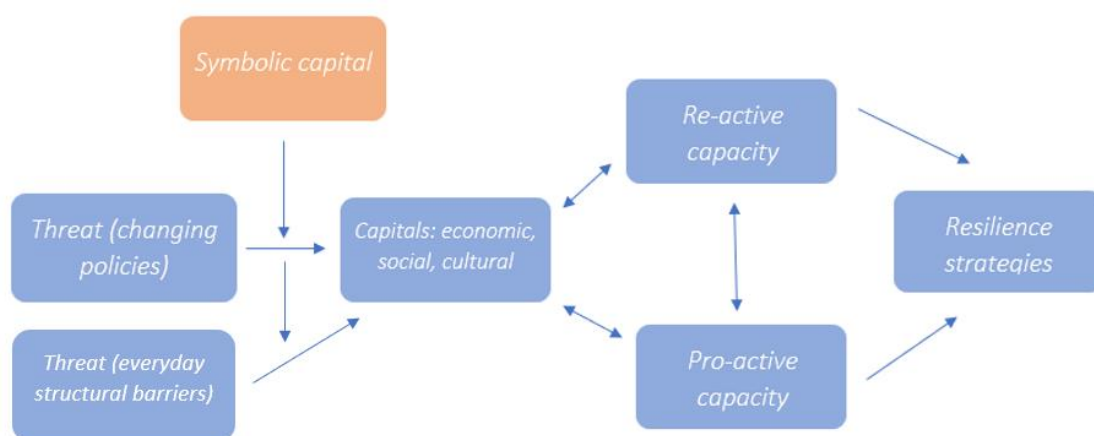 Symbolic capital
Re-active
capacity
Threat (changing
policies)
Capitals: economic,
social, cultural
Resilience
strategies
Threat (everyday
structural barriers)
Pro-active
capacity